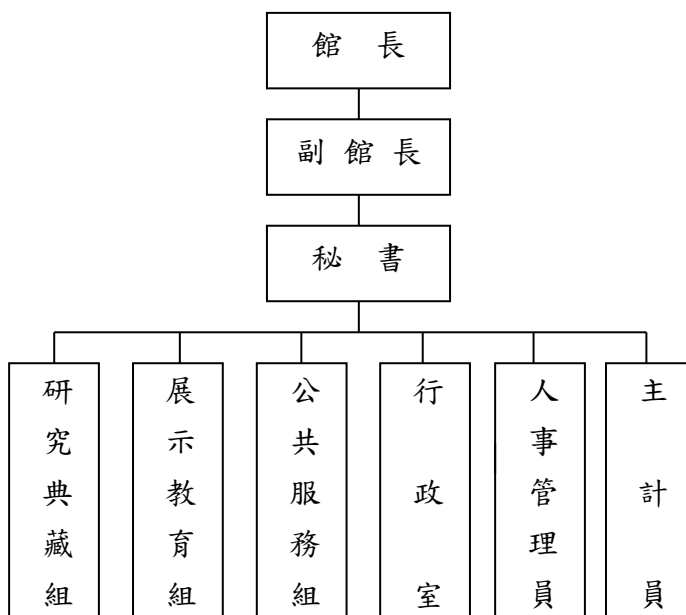 館長
副館長
秘書
研究典藏組
展示教育組
公共服務組
行政室
人事管理員
主計員